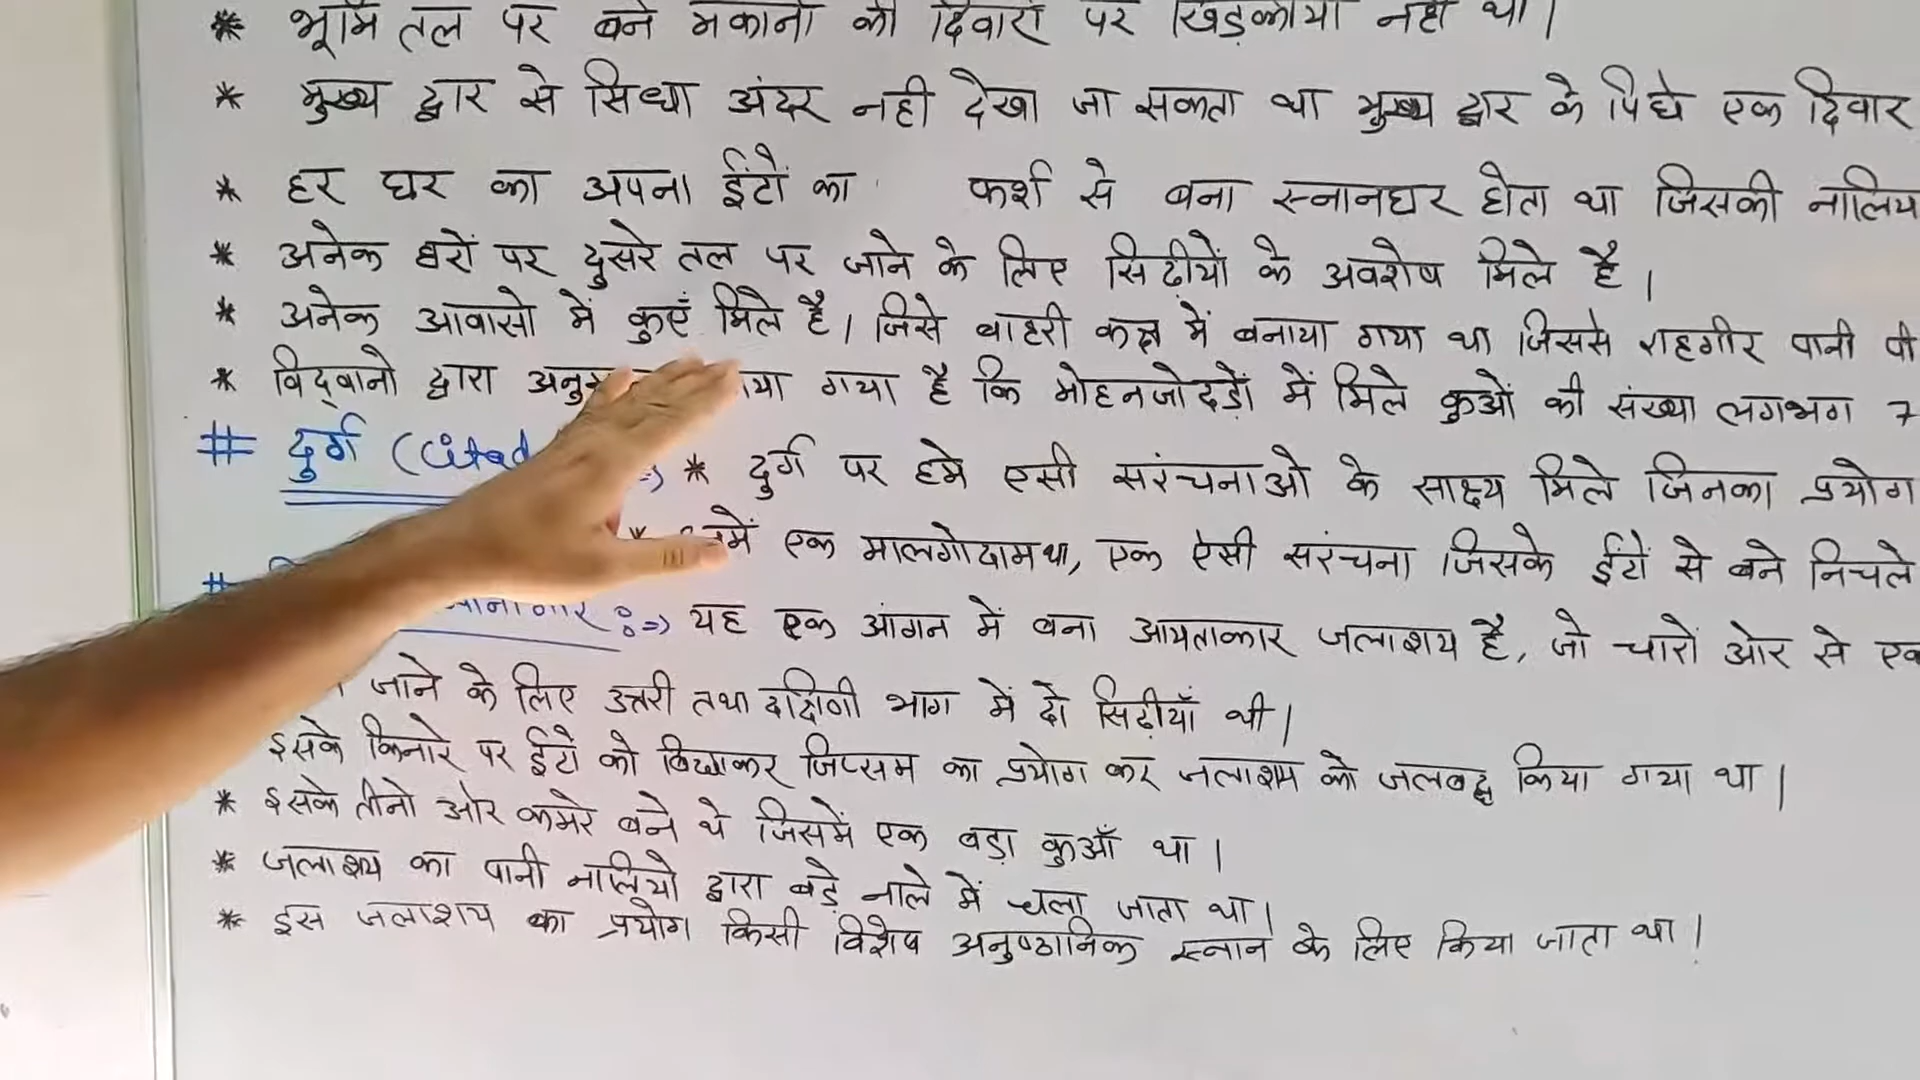 * भूमि तल पर बने मकानो की दिवारो पर खिड़कीया नही थी।
* मुख्य द्वार से सिधा अंदर नही देखा जा सकता था मुख्य द्वार के पिछे एक दिवार
* हर घर का अपना ईंटों का फर्श से बना स्नानघर होता था जिसकी नालिय
* अनेक घरों पर दुसरे तल पर जाने के लिए सिढीयों के अवशेष मिले है।
* अनेक आवासो में कुएं मिले है। जिसे बाहरी कक्ष में बनाया गया था जिससे राहगीर पानी पी
* विद्वानो द्वारा गया है कि मोहनजोदड़ों में मिले कुओं की संख्या लगभग 7
# दुर्ग * दुर्ग पर हमे एसी सरंचनाओ के साक्ष्य मिले जिनका प्रयोग
एक मालगोदाम था, एक ऐसी सरंचना जिसके ईंटों से बने निचले
# यह एक आंगन में बना आयताकार जलाशय है, जो चारों ओर से एक
जाने के लिए उत्तरी तथा दक्षिणी भाग में दो सिढ़ीयाँ थी।
इसके किनारे पर ईंटो को बिछाकर जिप्सम का प्रयोग कर जलाशय को जलबद्ध किया गया था।
* इसके तीनो ओर कमरे बने थे जिसमें एक बड़ा कुआँ था।
* जलाशय का पानी नालियो द्वारा बड़े नाले में चला जाता था।
* इस जलाशय का प्रयोग किसी विशेष अनुष्ठानिक स्नान के लिए किया जाता था।